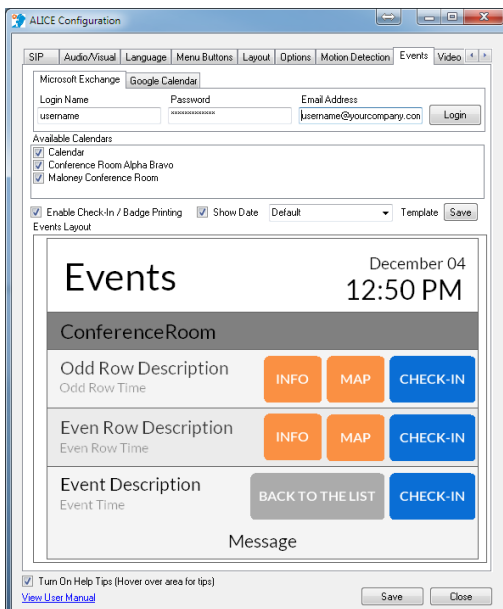 ALICE Configuration
SIP Audio/Visual Language Menu Buttons Layout Options Motion Detection Events Video
Microsoft Exchange Google Calendar
Login Name Password Email Address
username ************* username@yourcompany.con Login
Available Calendars
Calendar
Conference Room Alpha Bravo
Maloney Conference Room
Enable Check-In / Badge Printing Show Date Default Template Save
Events Layout
Events December 04
12:50 PM
ConferenceRoom
Odd Row Description INFO MAP CHECK-IN
Odd Row Time
Even Row Description INFO MAP CHECK-IN
Even Row Time
Event Description BACK TO THE LIST CHECK-IN
Event Time
Message
Turn On Help Tips (Hover over area for tips)
View User Manual Save Close